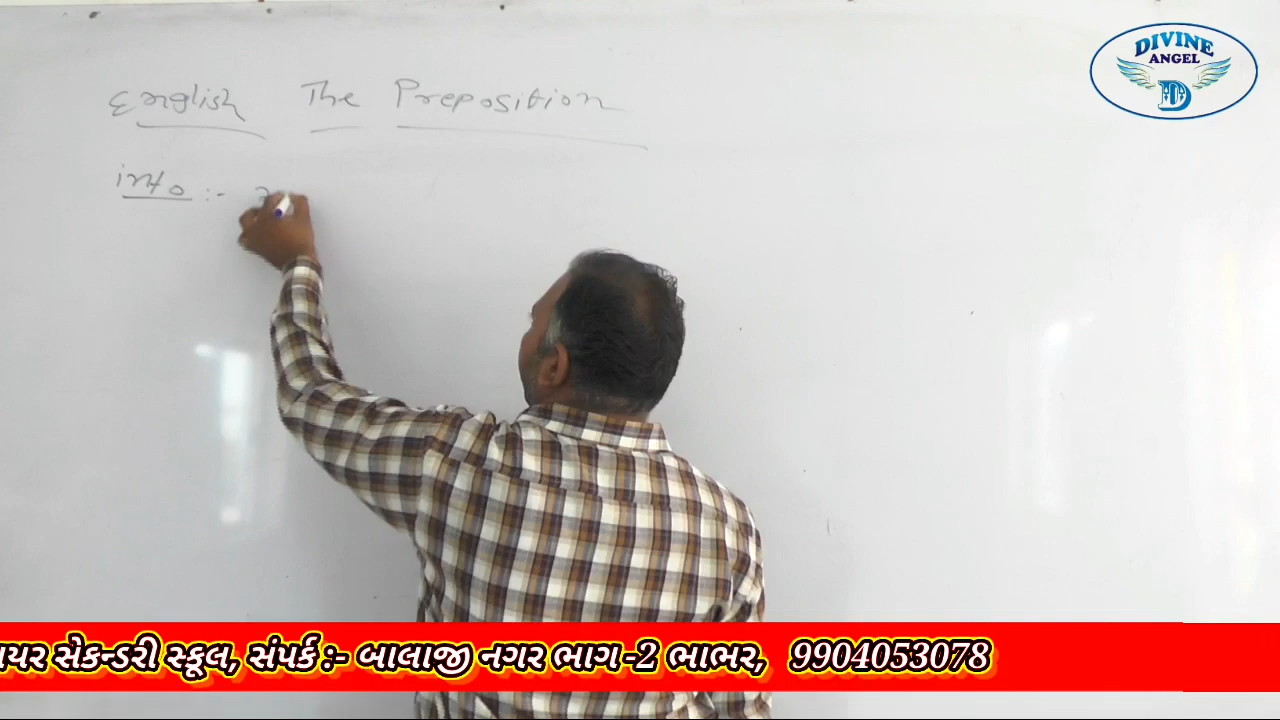 DIVINE
ANGEL
D
English The Preposition
into :-
યર સેકન્ડરી સ્કૂલ, સંપર્ક :- બાલાજી નગર ભાગ -2 ભાભર, 9904053078